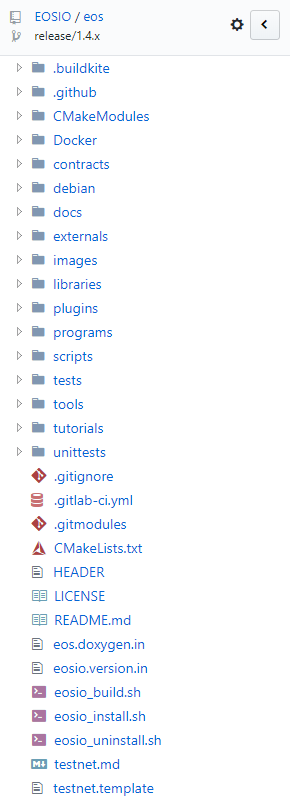 EOSIO / eos
release/1.4.x
.buildkite
.github
CMakeModules
Docker
contracts
debian
docs
externals
images
libraries
plugins
programs
scripts
tests
tools
tutorials
unittests
.gitignore
.gitlab-ci.yml
.gitmodules
CMakeLists.txt
HEADER
LICENSE
README.md
eos.doxygen.in
eosio.version.in
eosio_build.sh
eosio_install.sh
eosio_uninstall.sh
testnet.md
testnet.template